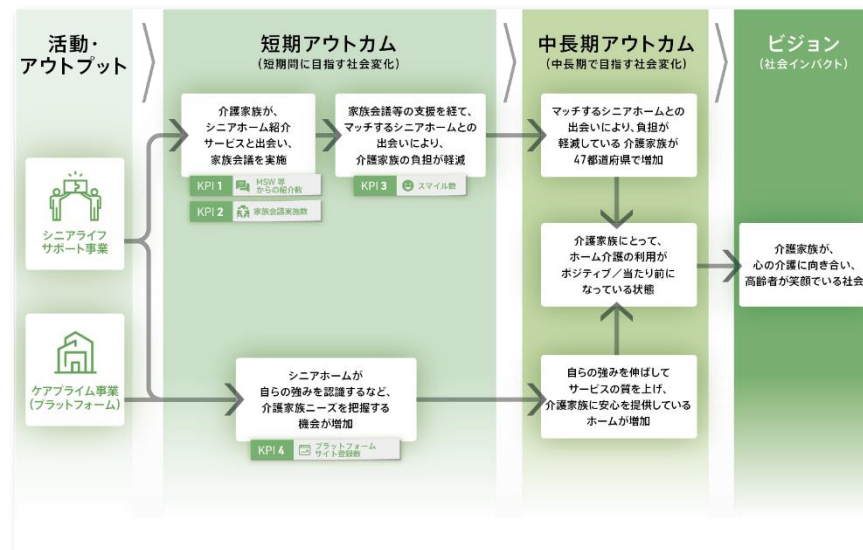 活動・
アウトプット
短期アウトカム
(短期間に目指す社会変化)
中長期アウトカム
(中長期で目指す社会変化)
ビジョン
(社会インパクト)
シニアライフ
サポート事業
ケアプライム事業
(プラットフォーム)
介護家族が、
シニアホーム紹介
サービスと出会い、
家族会議を実施
KPI 1
MSW等
からの紹介数
KPI 2
家族会議実施数
家族会議等の支援を経て、
マッチするシニアホームとの
出会いにより、
介護家族の負担が軽減
KPI 3
スマイル数
シニアホームが
自らの強みを認識するなど、
介護家族ニーズを把握する
機会が増加
KPI 4
プラットフォーム
サイト登録数
マッチするシニアホームとの
出会いにより、負担が
軽減している 介護家族が
47都道府県で増加
介護家族にとって、
ホーム介護の利用が
ポジティブ/当たり前に
なっている状態
自らの強みを伸ばして
サービスの質を上げ、
介護家族に安心を提供している
ホームが増加
介護家族が、
心の介護に向き合い、
高齢者が笑顔でいる社会